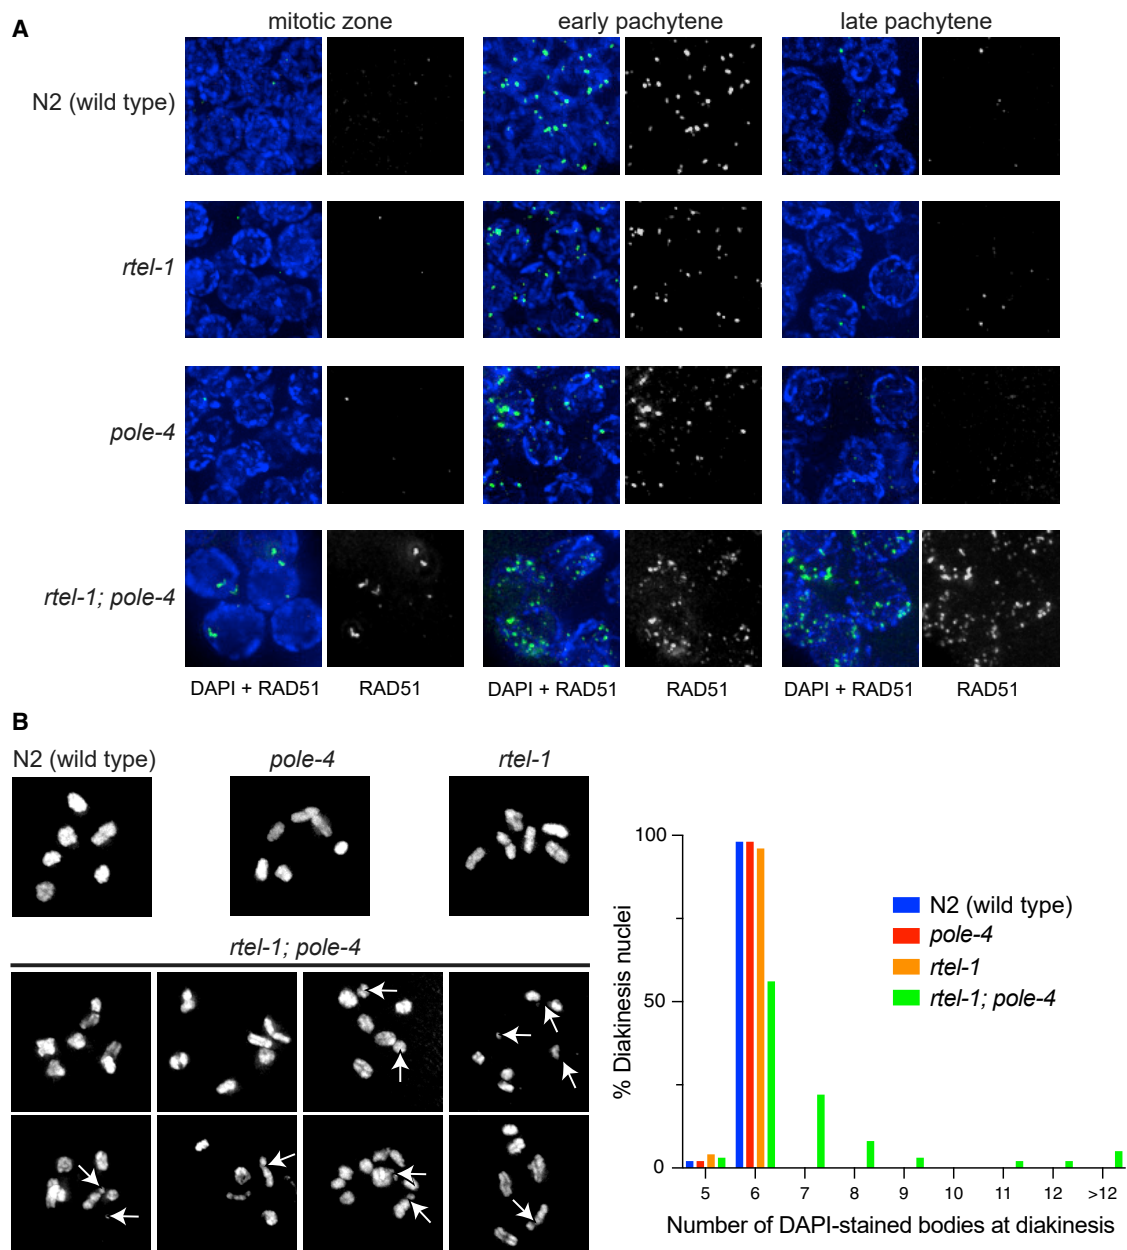 A
mitotic zone
early pachytene
late pachytene
N2 (wild type)
rtel-1
pole-4
rtel-1; pole-4
DAPI + RAD51
RAD51
DAPI + RAD51
RAD51
DAPI + RAD51
RAD51
B
N2 (wild type)
pole-4
rtel-1
rtel-1; pole-4
% Diakinesis nuclei
100
50
0
N2 (wild type)
pole-4
rtel-1
rtel-1; pole-4
5 6 7 8 9 10 11 12 >12
Number of DAPI-stained bodies at diakinesis